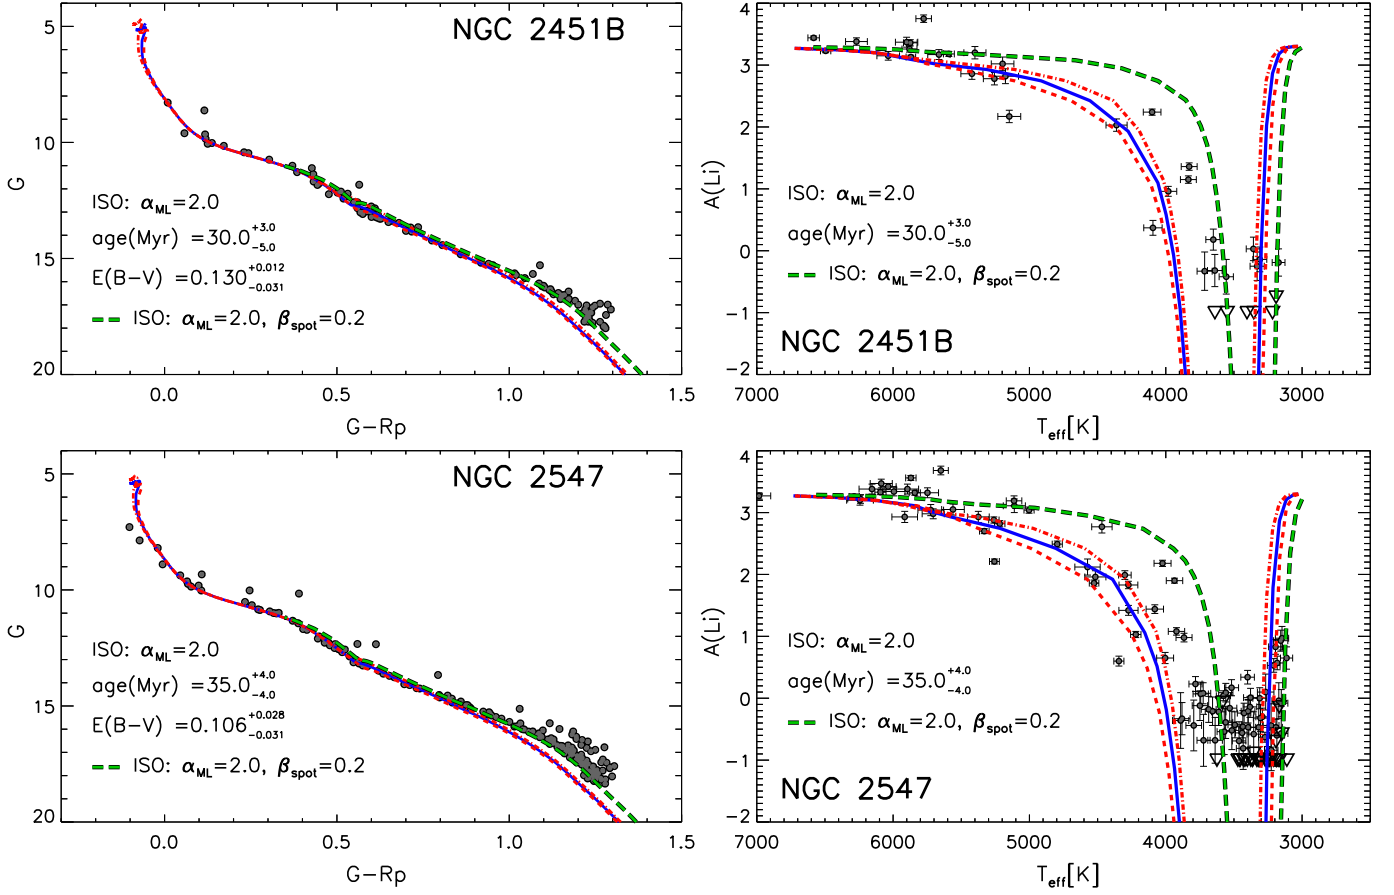 NGC 2451B
5
10
15
20
G
ISO: α_ML=2.0
age(Myr) =30.0 +3.0 −5.0
E(B−V) =0.130 +0.012 −0.031
ISO: α_ML=2.0, β_spot=0.2
0.0 0.5 1.0 1.5
G−Rp
4
3
2
1
0
−1
−2
A(Li)
ISO: α_ML=2.0
age(Myr) =30.0 +3.0 −5.0
ISO: α_ML=2.0, β_spot=0.2
NGC 2451B
7000 6000 5000 4000 3000
T_eff[K]
NGC 2547
5
10
15
20
G
ISO: α_ML=2.0
age(Myr) =35.0 +4.0 −4.0
E(B−V) =0.106 +0.028 −0.031
ISO: α_ML=2.0, β_spot=0.2
0.0 0.5 1.0 1.5
G−Rp
4
3
2
1
0
−1
−2
A(Li)
ISO: α_ML=2.0
age(Myr) =35.0 +4.0 −4.0
ISO: α_ML=2.0, β_spot=0.2
NGC 2547
7000 6000 5000 4000 3000
T_eff[K]